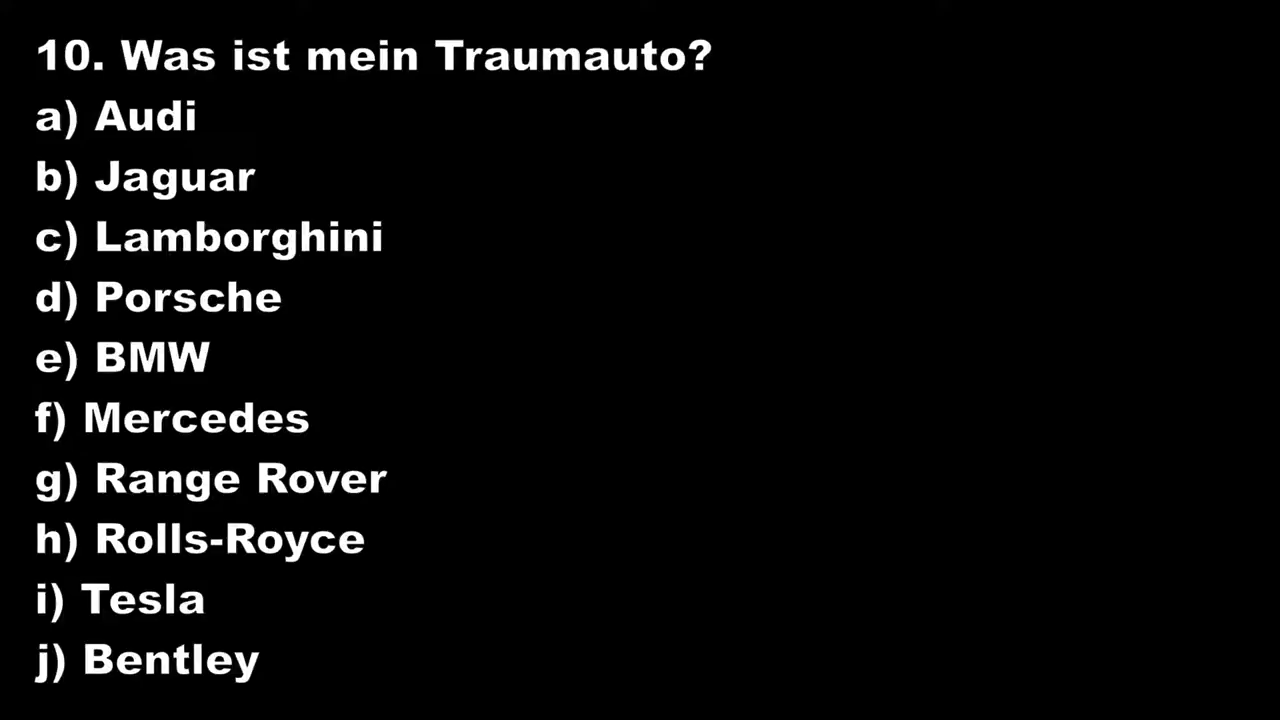 10. Was ist mein Traumauto?
a) Audi
b) Jaguar
c) Lamborghini
d) Porsche
e) BMW
f) Mercedes
g) Range Rover
h) Rolls-Royce
i) Tesla
j) Bentley